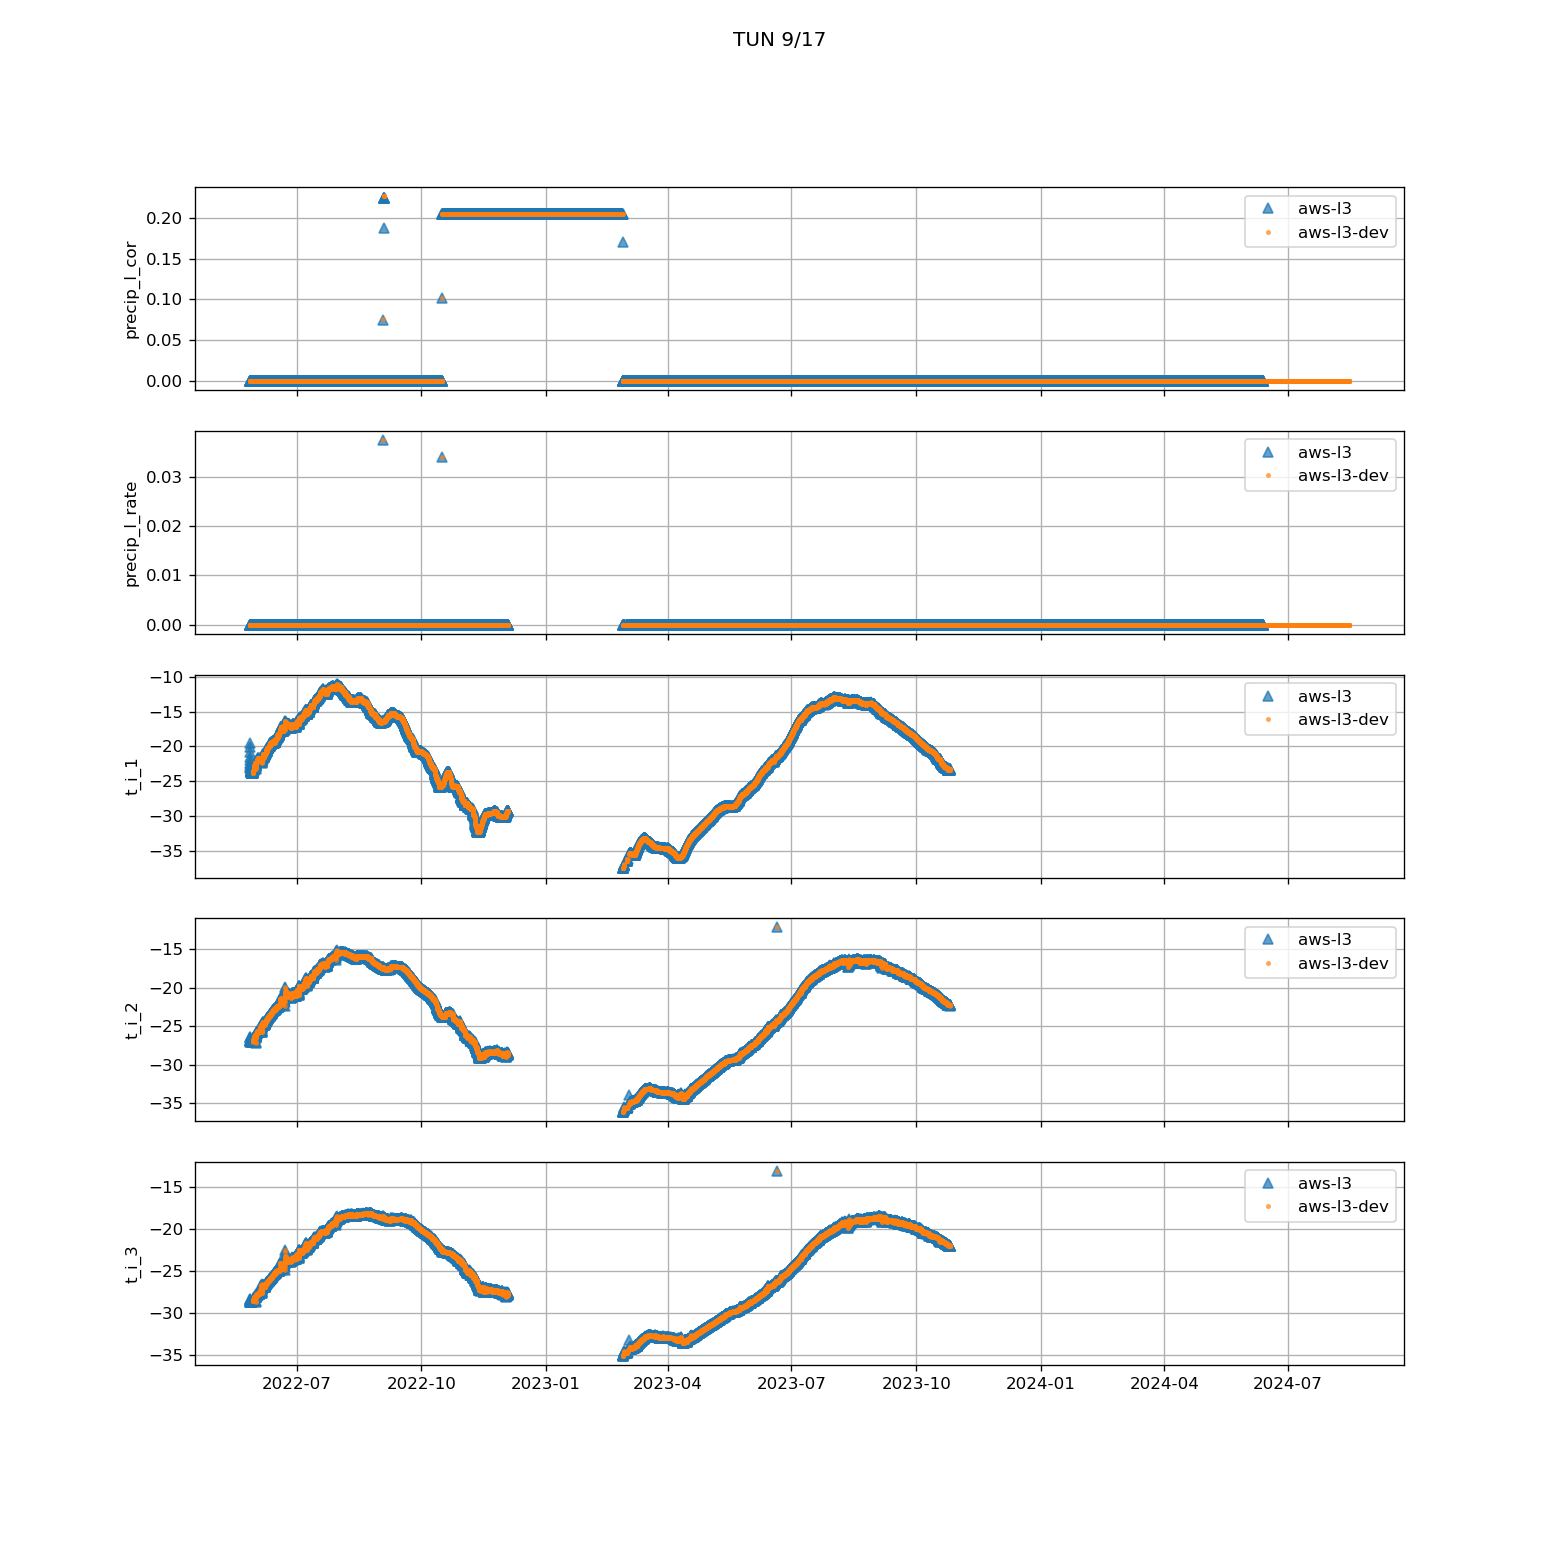 TUN 9/17
precip_l_cor
0.20
0.15
0.10
0.05
0.00
aws-l3
aws-l3-dev
precip_l_rate
0.03
0.02
0.01
0.00
aws-l3
aws-l3-dev
t_i_1
−10
−15
−20
−25
−30
−35
aws-l3
aws-l3-dev
t_i_2
−15
−20
−25
−30
−35
aws-l3
aws-l3-dev
t_i_3
−15
−20
−25
−30
−35
aws-l3
aws-l3-dev
2022-07 2022-10 2023-01 2023-04 2023-07 2023-10 2024-01 2024-04 2024-07